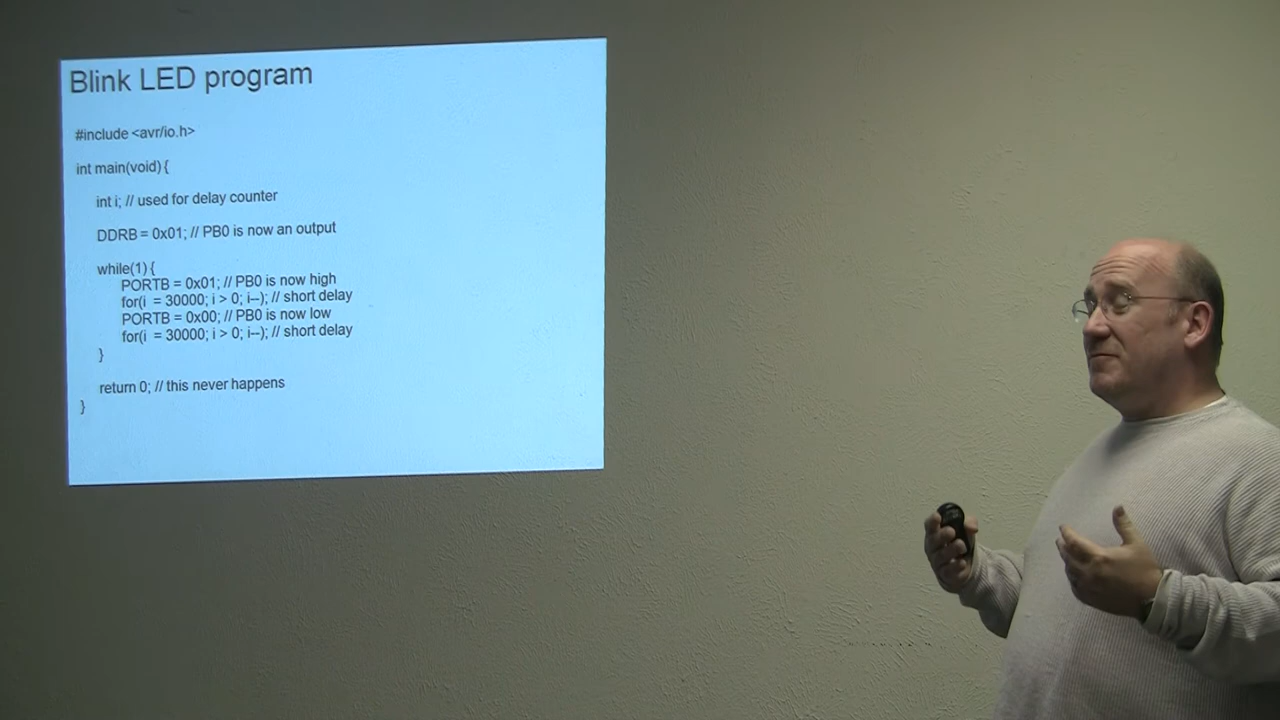 Blink LED program
#include <avr/io.h>
int main(void) {
int i; // used for delay counter
DDRB = 0x01; // PB0 is now an output
while(1) {
PORTB = 0x01; // PB0 is now high
for(i = 30000; i > 0; i--); // short delay
PORTB = 0x00; // PB0 is now low
for(i = 30000; i > 0; i--); // short delay
}
return 0; // this never happens
}